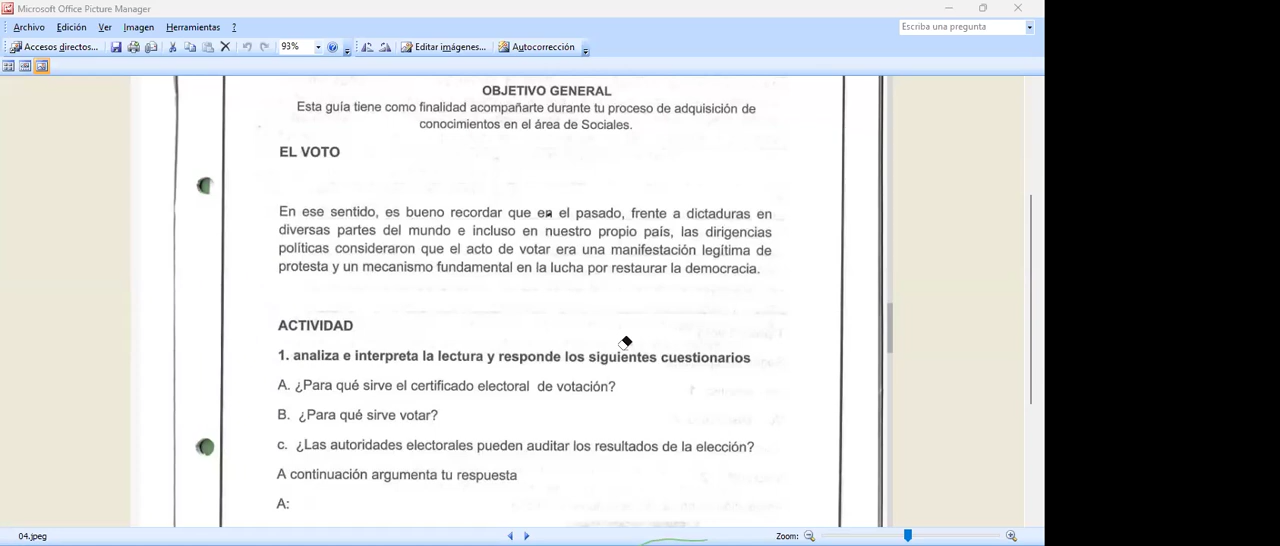 Microsoft Office Picture Manager
Archivo Edición Ver Imagen Herramientas ?
Escriba una pregunta
Accesos directos... 93% Editar imágenes... Autocorrección
OBJETIVO GENERAL
Esta guía tiene como finalidad acompañarte durante tu proceso de adquisición de
conocimientos en el área de Sociales.
EL VOTO
En ese sentido, es bueno recordar que en el pasado, frente a dictaduras en
diversas partes del mundo e incluso en nuestro propio país, las dirigencias
políticas consideraron que el acto de votar era una manifestación legítima de
protesta y un mecanismo fundamental en la lucha por restaurar la democracia.
ACTIVIDAD
1. analiza e interpreta la lectura y responde los siguientes cuestionarios
A. ¿Para qué sirve el certificado electoral de votación?
B. ¿Para qué sirve votar?
c. ¿Las autoridades electorales pueden auditar los resultados de la elección?
A continuación argumenta tu respuesta
A:
04.jpeg Zoom: